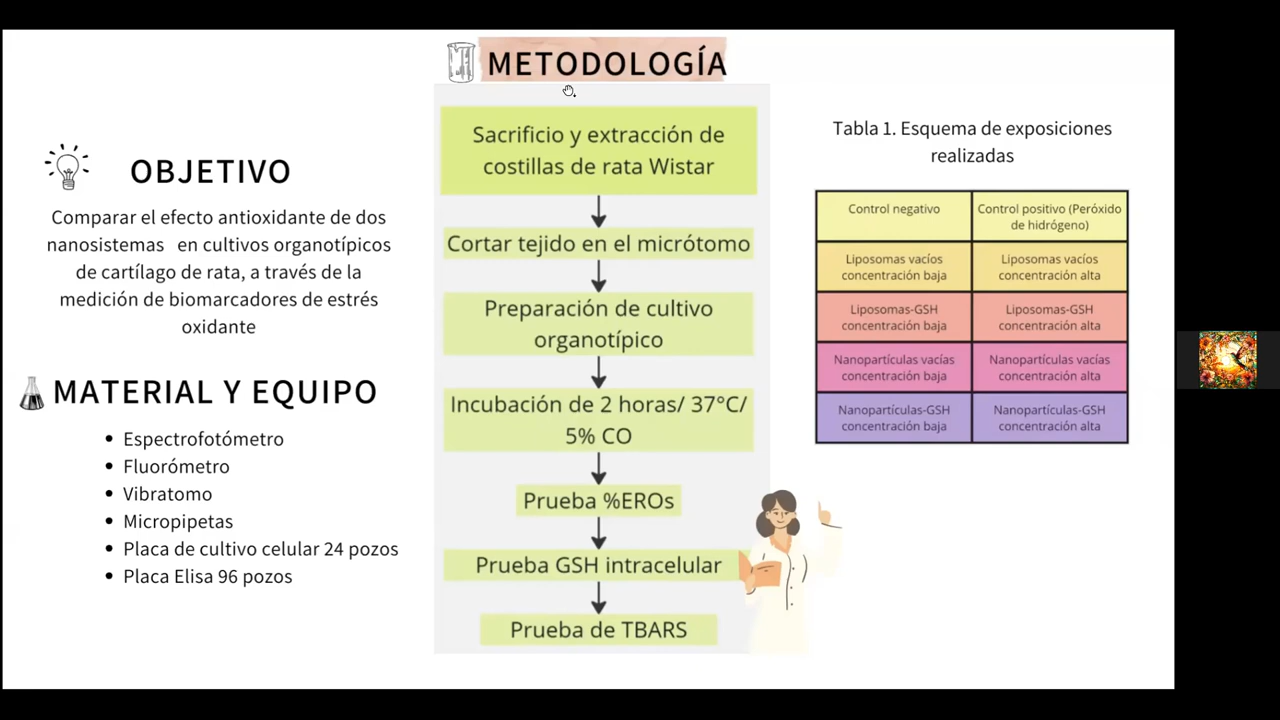 OBJETIVO
Comparar el efecto antioxidante de dos
nanosistemas en cultivos organotípicos
de cartílago de rata, a través de la
medición de biomarcadores de estrés
oxidante
MATERIAL Y EQUIPO
Espectrofotómetro
Fluorómetro
Vibratomo
Micropipetas
Placa de cultivo celular 24 pozos
Placa Elisa 96 pozos
METODOLOGÍA
Sacrificio y extracción de
costillas de rata Wistar
Cortar tejido en el micrótomo
Preparación de cultivo
organotípico
Incubación de 2 horas/ 37°C/
5% CO
Prueba %EROs
Prueba GSH intracelular
Prueba de TBARS
Tabla 1. Esquema de exposiciones
realizadas
Control negativo
Control positivo (Peróxido
de hidrógeno)
Liposomas vacíos
concentración baja
Liposomas vacíos
concentración alta
Liposomas-GSH
concentración baja
Liposomas-GSH
concentración alta
Nanopartículas vacías
concentración baja
Nanopartículas vacías
concentración alta
Nanopartículas-GSH
concentración baja
Nanopartículas-GSH
concentración alta